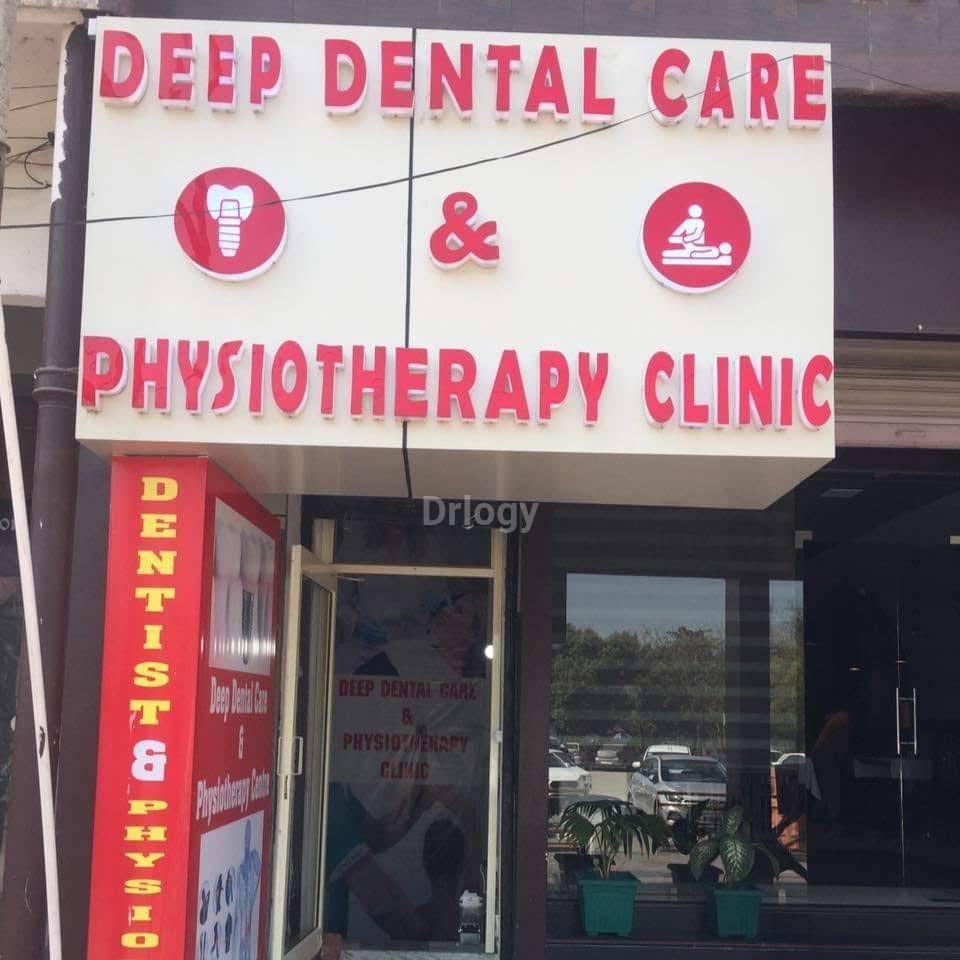 DEEP DENTAL CARE
&
PHYSIOTHERAPY CLINIC
Drlogy
DENTIST & PHYSIO
Deep Dental Care
&
Physiotherapy Centre
DEEP DENTAL CARE
&
PHYSIOTHERAPY
CLINIC